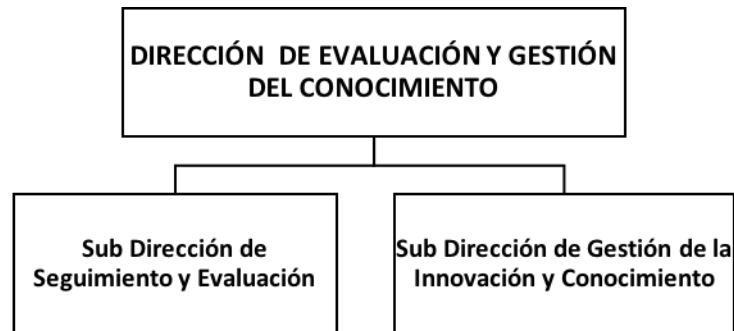 DIRECCIÓN DE EVALUACIÓN Y GESTIÓN
DEL CONOCIMIENTO
Sub Dirección de
Seguimiento y Evaluación
Sub Dirección de Gestión de la
Innovación y Conocimiento